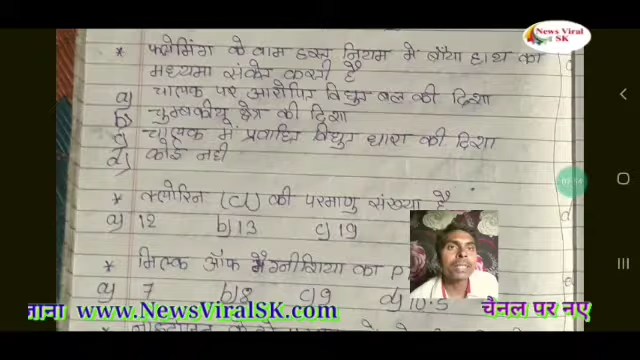 News Viral
SK
* फ्लेमिंग के वाम हस्त नियम में बाँया हाथ का
मध्यमा संकेत करती है
a) चालक पर आरोपित विधुत बल की दिशा
b) चुम्बकीय क्षेत्र की दिशा
c) चालक में प्रवाहित विधुत धारा की दिशा
d) कोई नही
* क्लोरिन (Cl) की परमाणु संख्या है
a) 12 b) 13 c) 19
* मिल्क ऑफ मैग्नीशिया का P
a) 7 b) 8 c) 9 d) 10.5
जाना www.NewsViralSK.com/ चैनल पर नए